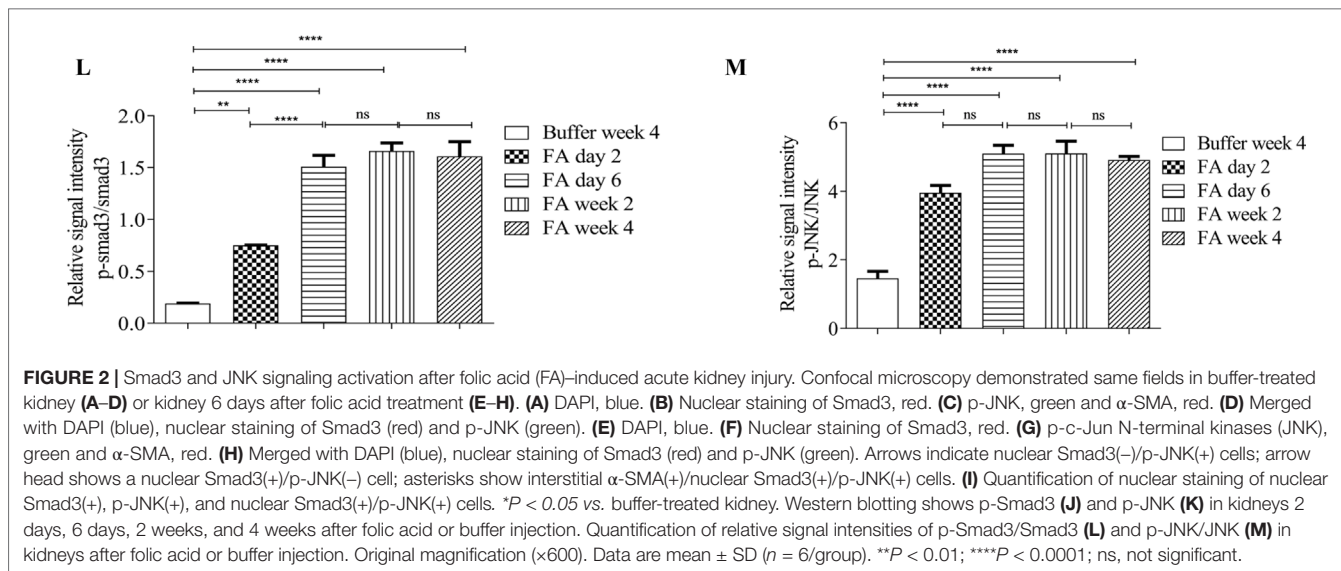 L
****
****
****
**
****
ns
ns
2.0
1.5
1.0
0.5
0.0
Relative signal intensity
p-smad3/smad3
Buffer week 4
FA day 2
FA day 6
FA week 2
FA week 4
M
****
****
****
****
ns
ns
ns
6
4
2
0
Relative signal intensity
p-JNK/JNK
Buffer week 4
FA day 2
FA day 6
FA week 2
FA week 4
FIGURE 2 | Smad3 and JNK signaling activation after folic acid (FA)–induced acute kidney injury. Confocal microscopy demonstrated same fields in buffer-treated
kidney (A–D) or kidney 6 days after folic acid treatment (E–H). (A) DAPI, blue. (B) Nuclear staining of Smad3, red. (C) p-JNK, green and α-SMA, red. (D) Merged
with DAPI (blue), nuclear staining of Smad3 (red) and p-JNK (green). (E) DAPI, blue. (F) Nuclear staining of Smad3, red. (G) p-c-Jun N-terminal kinases (JNK),
green and α-SMA, red. (H) Merged with DAPI (blue), nuclear staining of Smad3 (red) and p-JNK (green). Arrows indicate nuclear Smad3(−)/p-JNK(+) cells; arrow
head shows a nuclear Smad3(+)/p-JNK(−) cell; asterisks show interstitial α-SMA(+)/nuclear Smad3(+)/p-JNK(+) cells. (I) Quantification of nuclear staining of nuclear
Smad3(+), p-JNK(+), and nuclear Smad3(+)/p-JNK(+) cells. *P < 0.05 vs. buffer-treated kidney. Western blotting shows p-Smad3 (J) and p-JNK (K) in kidneys 2
days, 6 days, 2 weeks, and 4 weeks after folic acid or buffer injection. Quantification of relative signal intensities of p-Smad3/Smad3 (L) and p-JNK/JNK (M) in
kidneys after folic acid or buffer injection. Original magnification (×600). Data are mean ± SD (n = 6/group). **P < 0.01; ****P < 0.0001; ns, not significant.